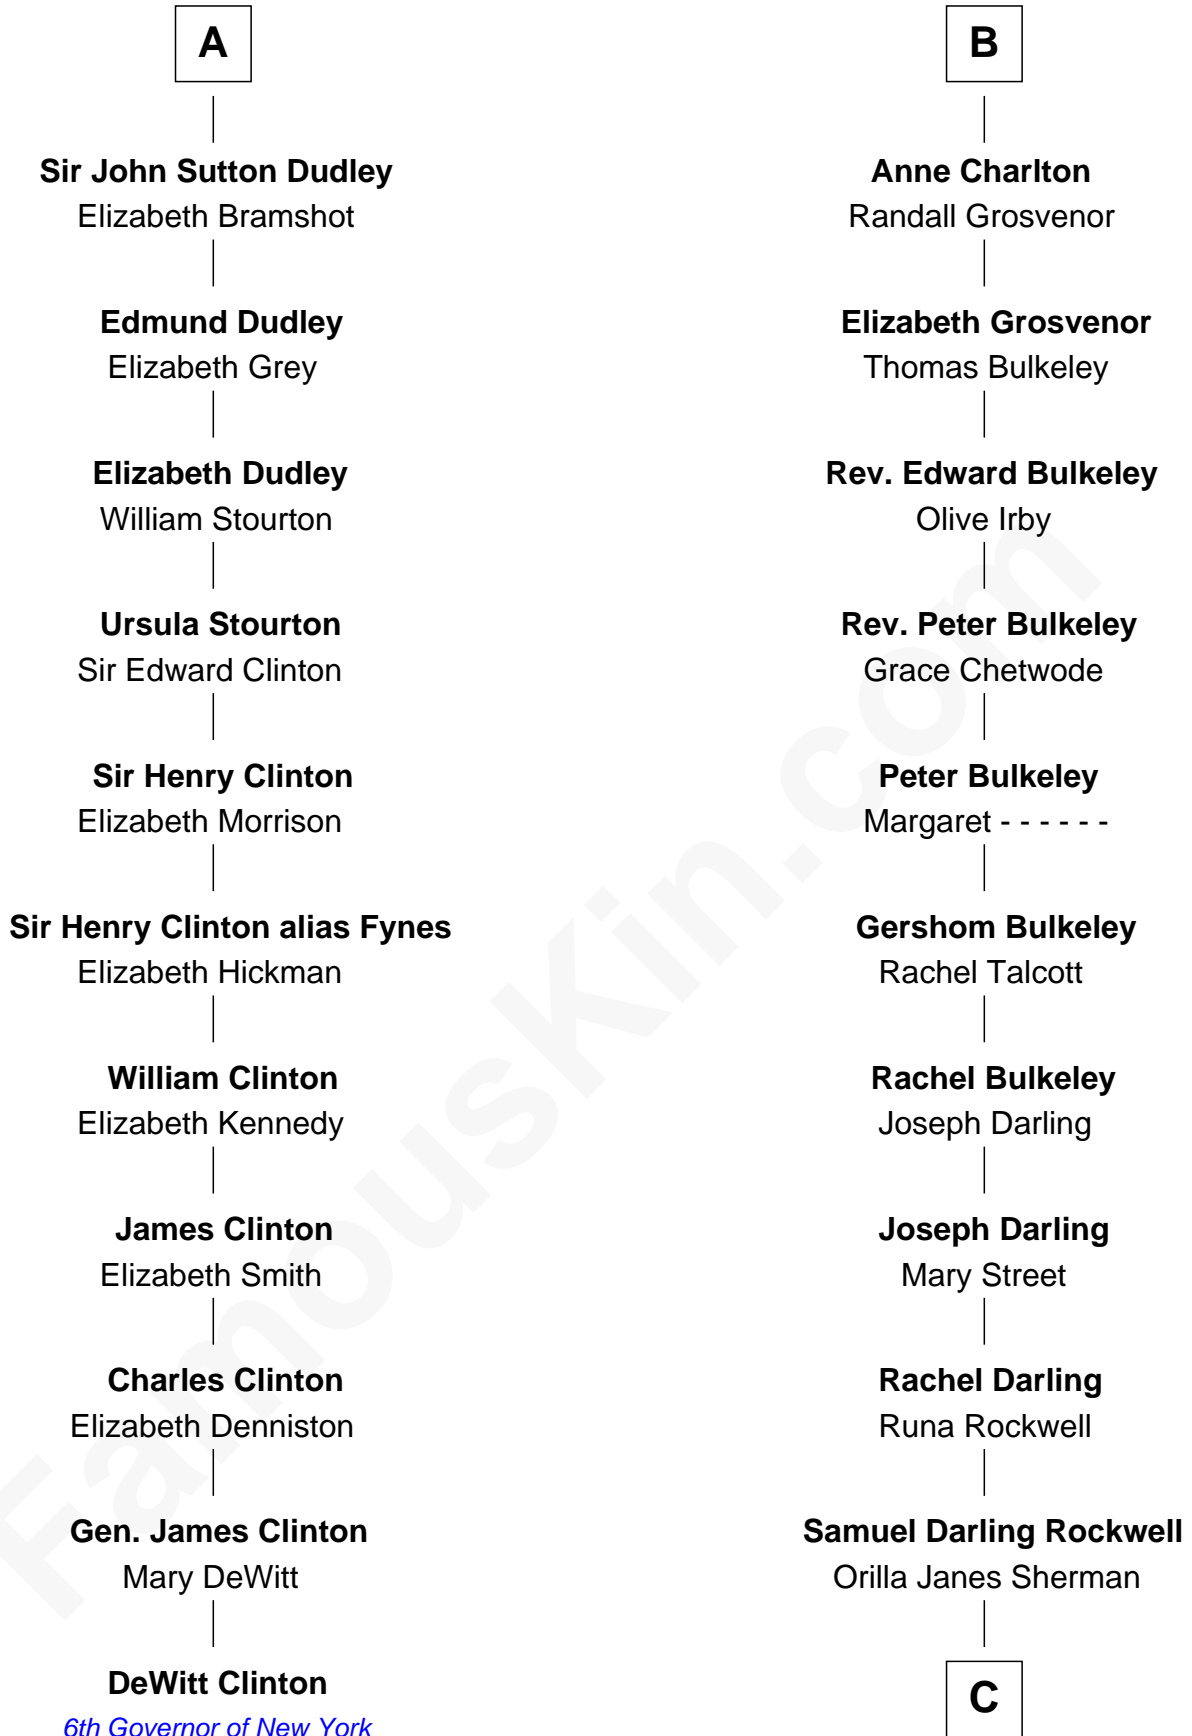 A
Sir John Sutton Dudley
Elizabeth Bramshot
Edmund Dudley
Elizabeth Grey
Elizabeth Dudley
William Stourton
Ursula Stourton
Sir Edward Clinton
Sir Henry Clinton
Elizabeth Morrison
Sir Henry Clinton alias Fynes
Elizabeth Hickman
William Clinton
Elizabeth Kennedy
James Clinton
Elizabeth Smith
Charles Clinton
Elizabeth Denniston
Gen. James Clinton
Mary DeWitt
DeWitt Clinton
6th Governor of New York
B
Anne Charlton
Randall Grosvenor
Elizabeth Grosvenor
Thomas Bulkeley
Rev. Edward Bulkeley
Olive Irby
Rev. Peter Bulkeley
Grace Chetwode
Peter Bulkeley
Margaret - - - - - -
Gershom Bulkeley
Rachel Talcott
Rachel Bulkeley
Joseph Darling
Joseph Darling
Mary Street
Rachel Darling
Runa Rockwell
Samuel Darling Rockwell
Orilla Janes Sherman
C
FamousKin.com